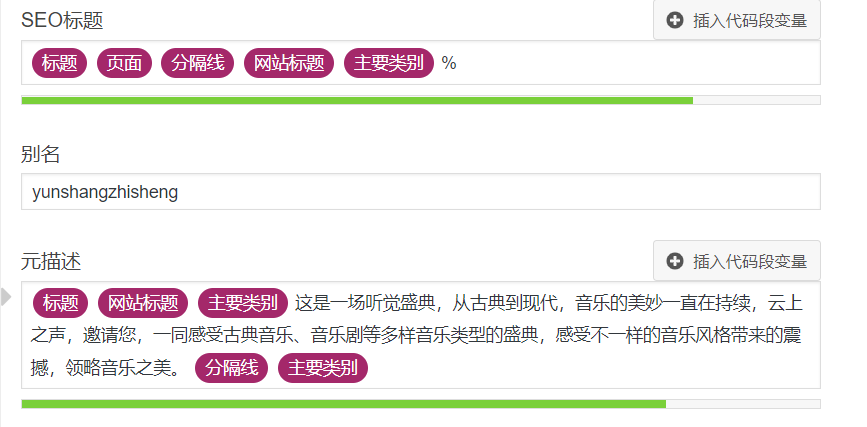 SEO标题
插入代码段变量
标题 页面 分隔线 网站标题 主要类别 %
别名
yunshangzhisheng
元描述
插入代码段变量
标题 网站标题 主要类别 这是一场听觉盛典，从古典到现代，音乐的美妙一直在持续，云上
之声，邀请您，一同感受古典音乐、音乐剧等多样音乐类型的盛典，感受不一样的音乐风格带来的震
撼，领略音乐之美。 分隔线 主要类别